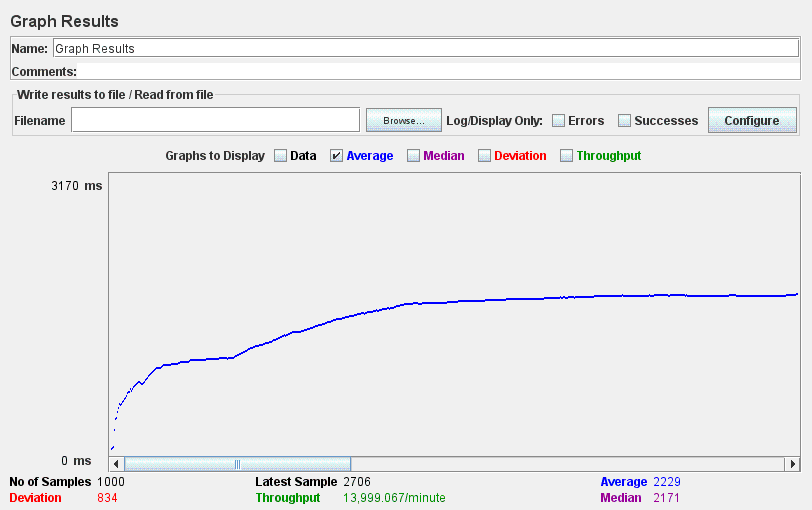 Graph Results
Name: Graph Results
Comments:
Write results to file / Read from file
Filename Browse... Log/Display Only: Errors Successes Configure
Graphs to Display Data Average Median Deviation Throughput
3170 ms
0 ms
No of Samples 1000 Latest Sample 2706 Average 2229
Deviation 834 Throughput 13,999.067/minute Median 2171